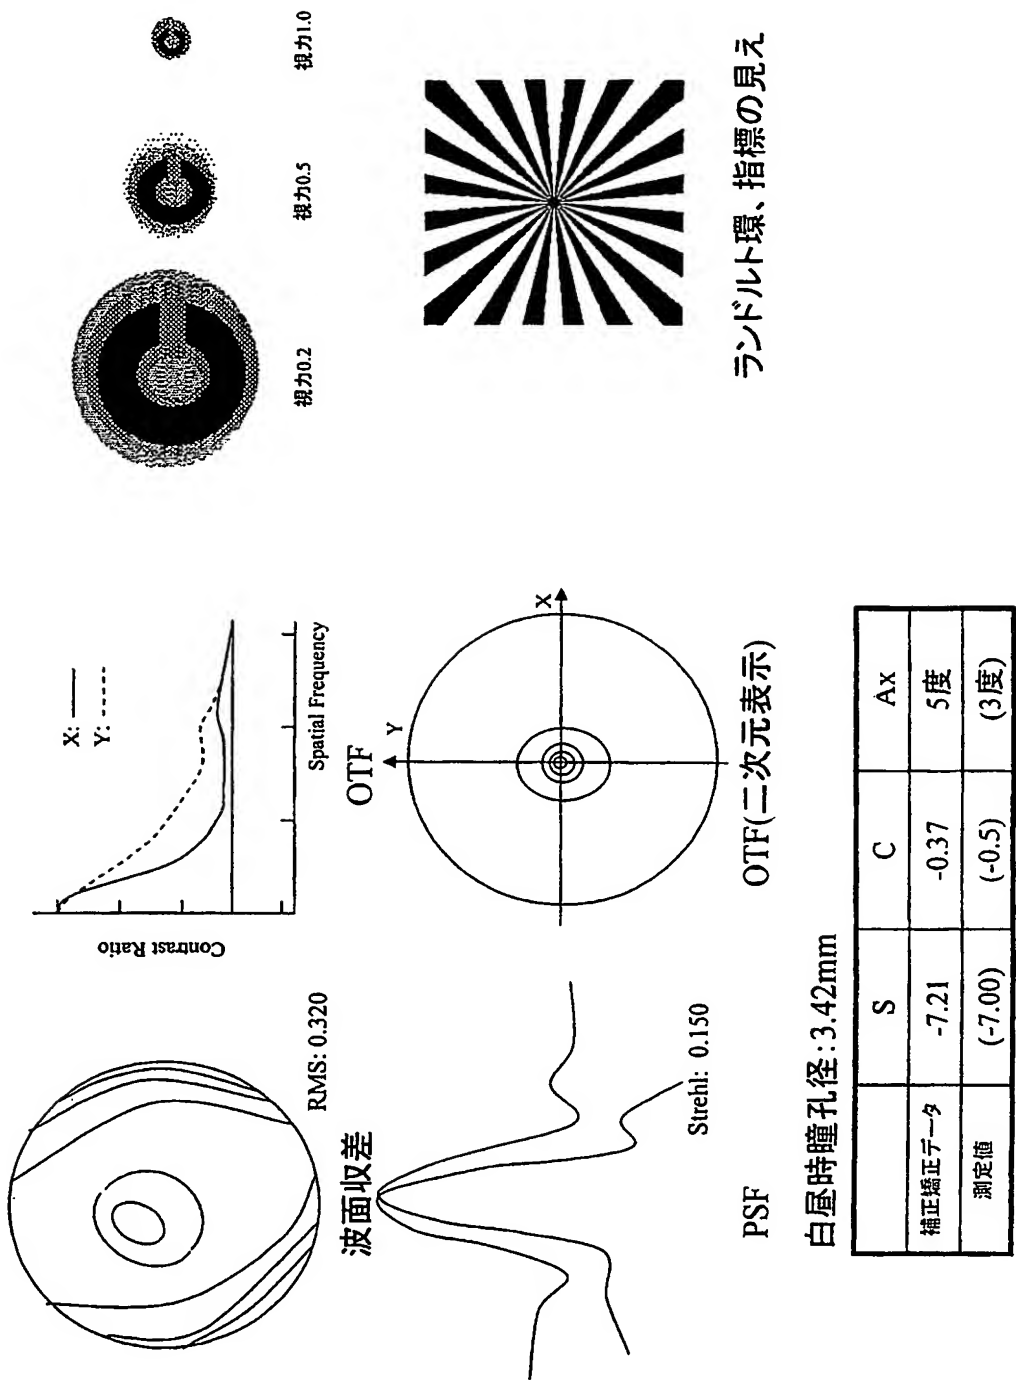 RMS: 0.320
波面収差
Contrast Ratio
X:
Y:
Spatial Frequency
OTF
視力0.2
視力0.5
視力1.0
Strehl: 0.150
PSF
Y
X
OTF(二次元表示)
ランドルト環、指標の見え
白昼時瞳孔径:3.42mm
S C Ax
補正矯正データ -7.21 -0.37 5度
測定値 (-7.00) (-0.5) (3度)